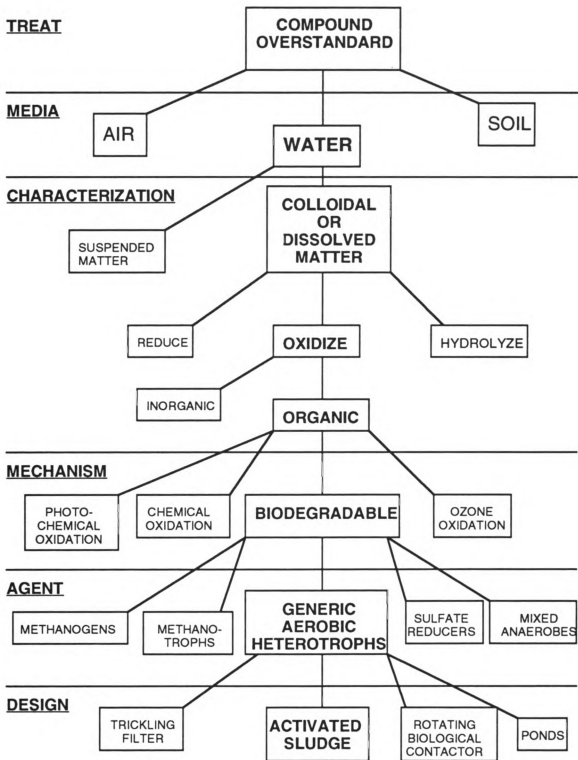 TREAT
COMPOUND
OVERSTANDARD
MEDIA
AIR
WATER
SOIL
CHARACTERIZATION
SUSPENDED
MATTER
COLLOIDAL
OR
DISSOLVED
MATTER
REDUCE
OXIDIZE
HYDROLYZE
INORGANIC
ORGANIC
MECHANISM
PHOTO-
CHEMICAL
OXIDATION
CHEMICAL
OXIDATION
BIODEGRADABLE
OZONE
OXIDATION
AGENT
METHANOGENS
METHANO-
TROPHS
GENERIC
AEROBIC
HETEROTROPHS
SULFATE
REDUCERS
MIXED
ANAEROBES
DESIGN
TRICKLING
FILTER
ACTIVATED
SLUDGE
ROTATING
BIOLOGICAL
CONTACTOR
PONDS